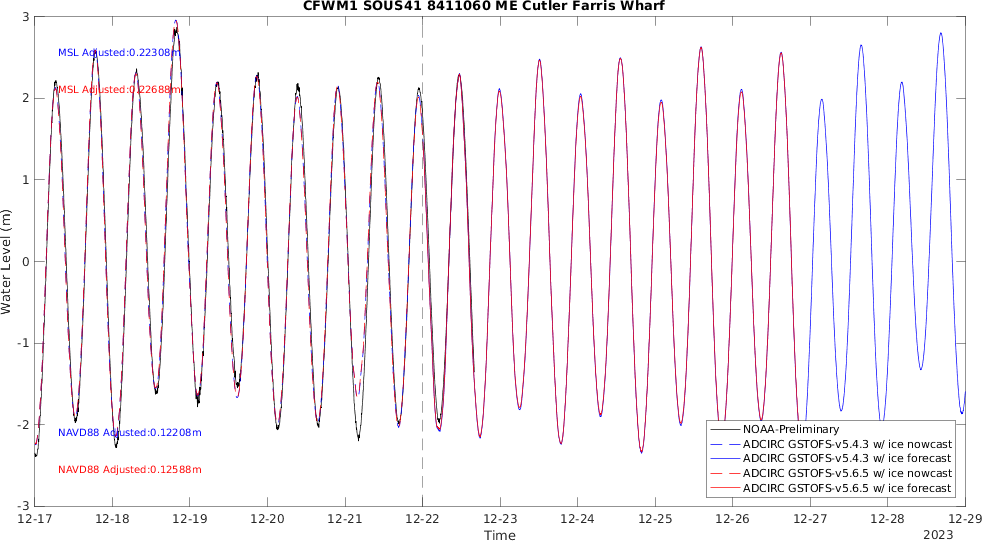 CFWM1 SOUS41 8411060 ME Cutler Farris Wharf
Water Level (m)
3
2
1
0
-1
-2
-3
MSL Adjusted:0.22308m
MSL Adjusted:0.22688m
NAVD88 Adjusted:0.12208m
NAVD88 Adjusted:0.12588m
NOAA-Preliminary
ADCIRC GSTOFS-v5.4.3 w/ ice nowcast
ADCIRC GSTOFS-v5.4.3 w/ ice forecast
ADCIRC GSTOFS-v5.6.5 w/ ice nowcast
ADCIRC GSTOFS-v5.6.5 w/ ice forecast
12-17 12-18 12-19 12-20 12-21 12-22 12-23 12-24 12-25 12-26 12-27 12-28 12-29
Time
2023